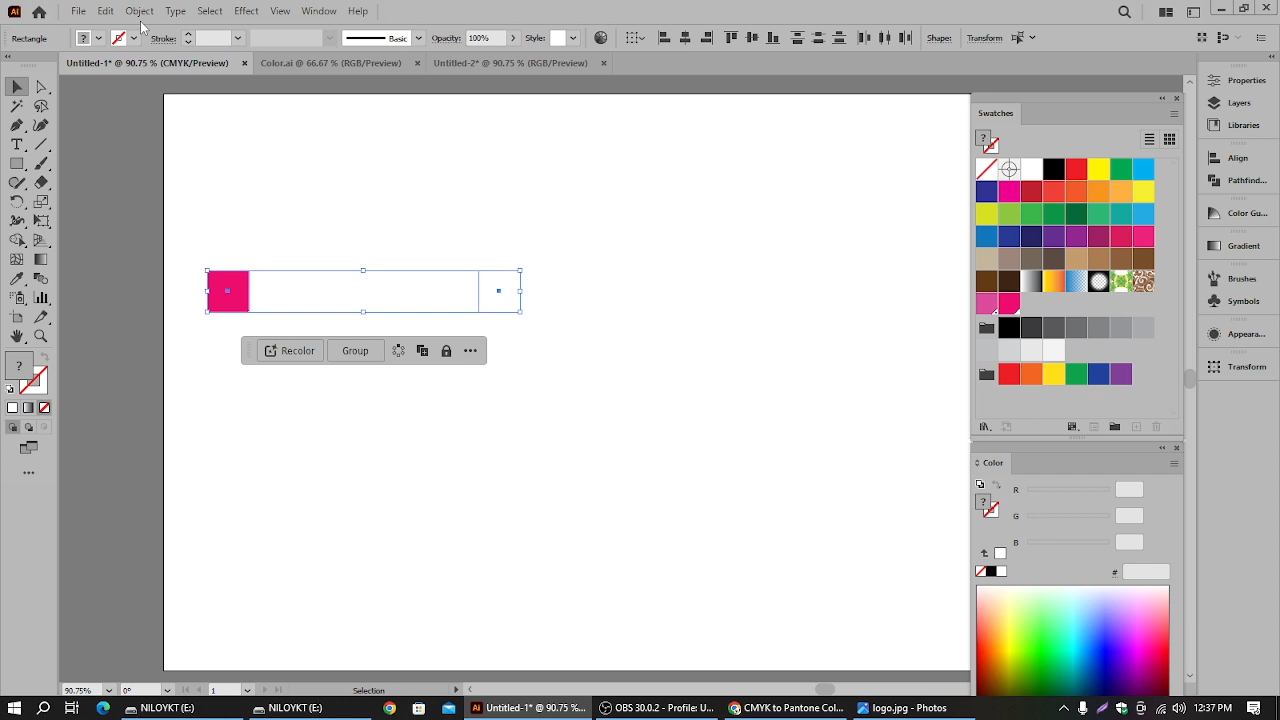 Ai File Edit Object Type Select Effect View Window Help
Rectangle ? Stroke: Basic Opacity: 100% Style: Shape: Transform
Untitled-1* @ 90.75 % (CMYK/Preview) × Color.ai @ 66.67 % (RGB/Preview) × Untitled-2* @ 90.75 % (RGB/Preview) ×
Swatches
?
Properties
Layers
Libraries
Align
Pathfind...
Color Gu...
Gradient
Brushes
Symbols
Appeara...
Transform
Recolor Group
?
Color
?
R
G
B
#
90.75% 0° 1 Selection
NILOYKT (E:) NILOYKT (E:) Ai Untitled-1* @ 90.75 %... OBS 30.0.2 - Profile: U... CMYK to Pantone Col... logo.jpg - Photos 12:37 PM